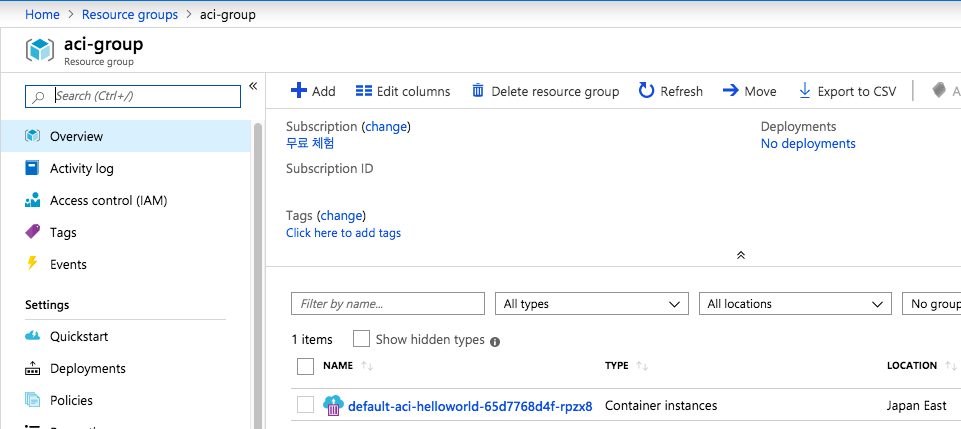 Home > Resource groups > aci-group
aci-group
Resource group
Search (Ctrl+/)
«
Overview
Activity log
Access control (IAM)
Tags
Events
Settings
Quickstart
Deployments
Policies
Add Edit columns Delete resource group Refresh Move Export to CSV A
Subscription (change)
무료 체험
Subscription ID
Deployments
No deployments
Tags (change)
Click here to add tags
Filter by name... All types All locations No group
1 items Show hidden types
NAME TYPE LOCATION
default-aci-helloworld-65d7768d4f-rpzx8 Container instances Japan East